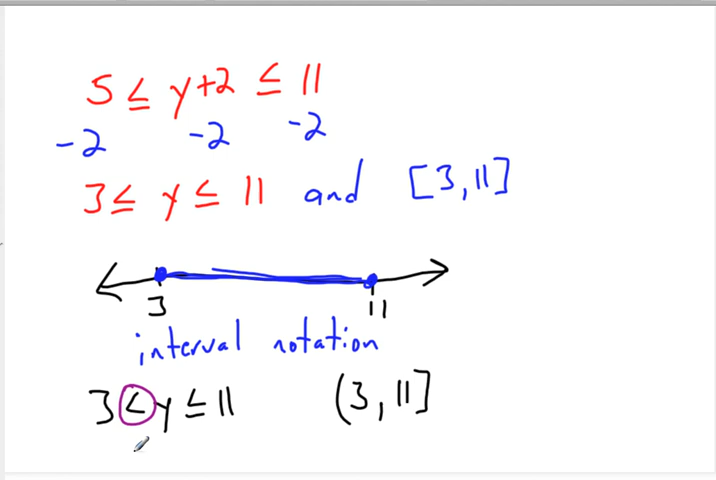 5 ≤ y+2 ≤ 11
-2 -2 -2
3 ≤ y ≤ 11 and [3, 11]
3 11
interval notation
3 < y ≤ 11 (3, 11]